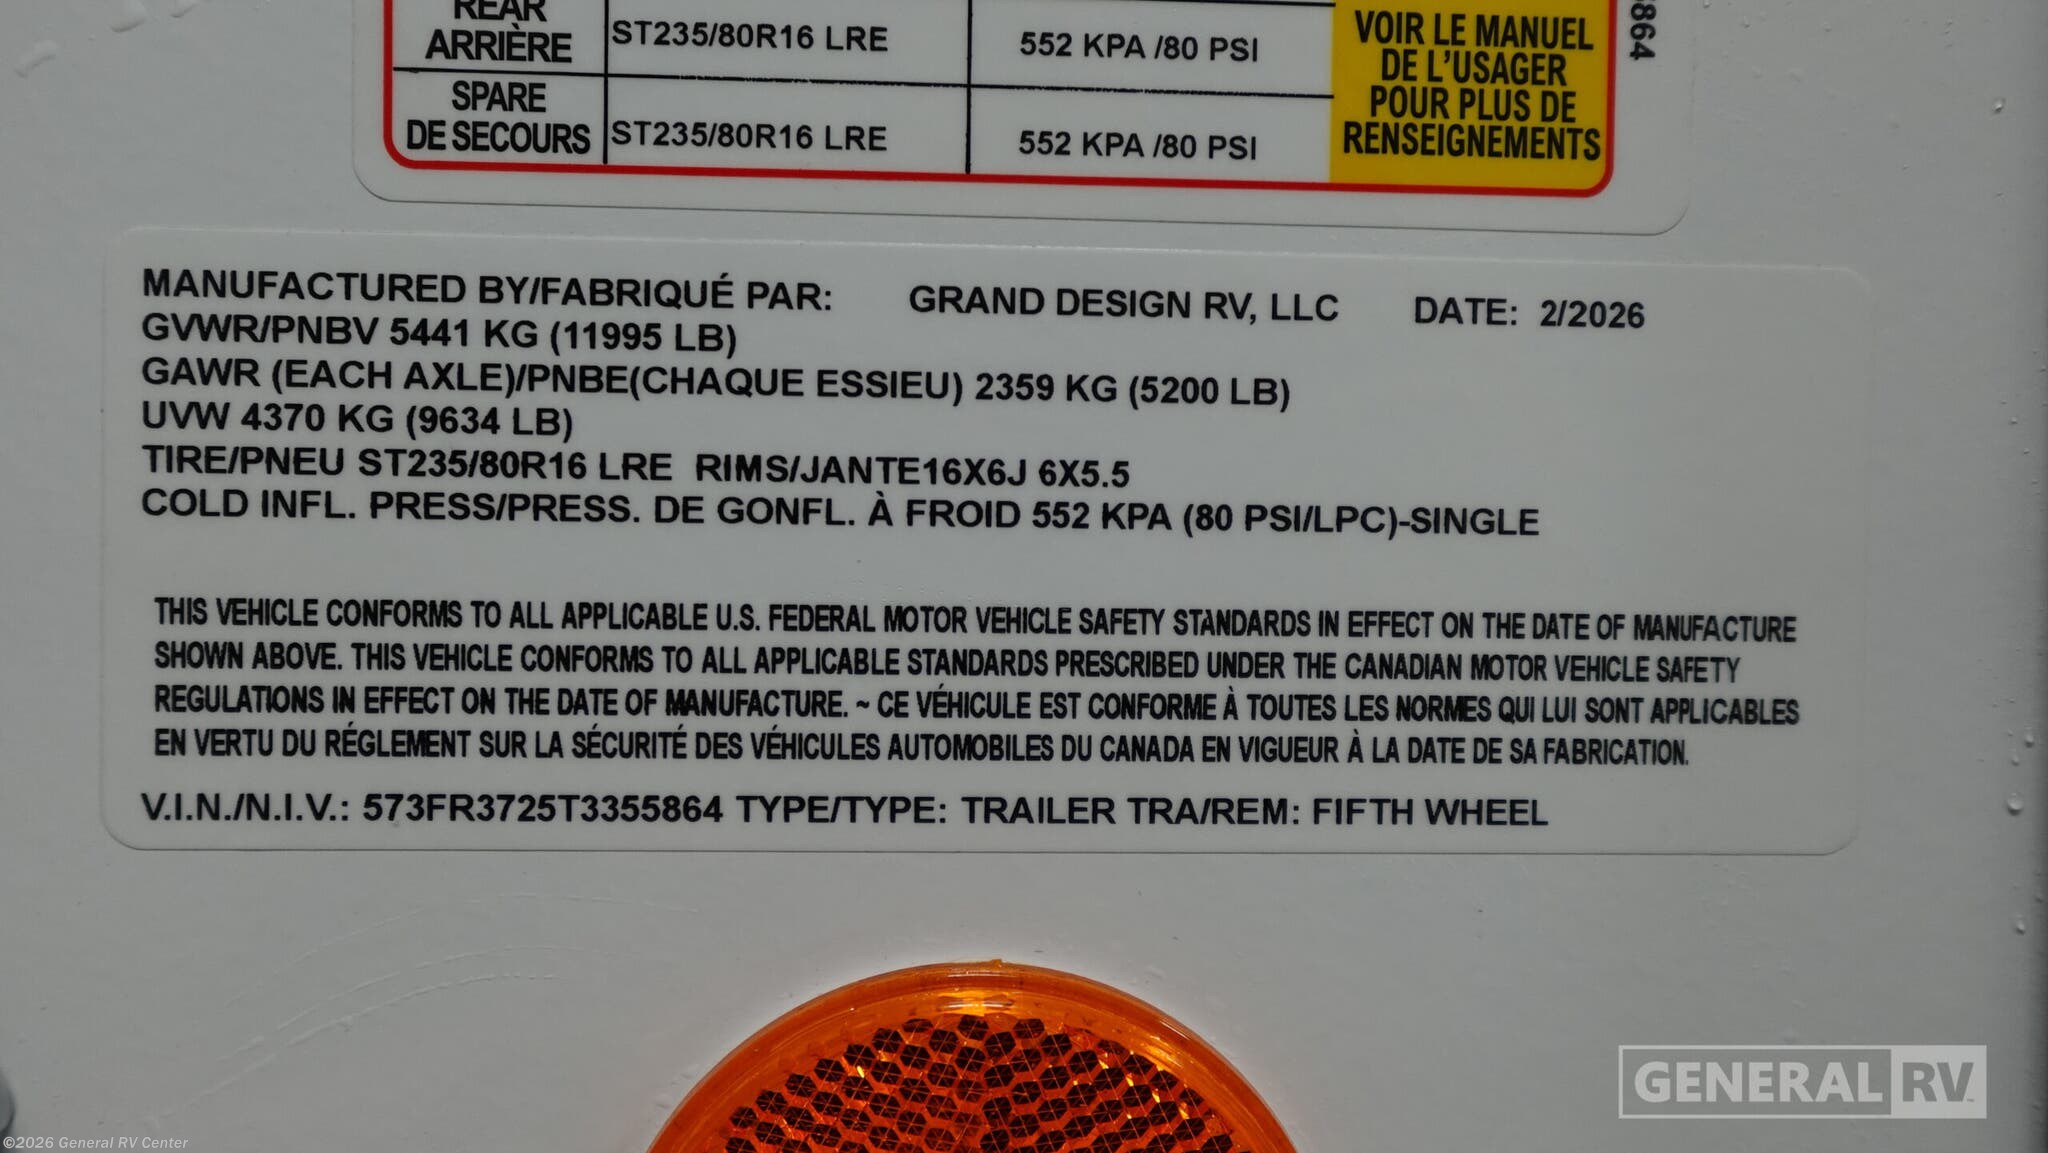 REAR
ARRIÈRE
ST235/80R16 LRE
552 KPA /80 PSI
SPARE
DE SECOURS
ST235/80R16 LRE
552 KPA /80 PSI
VOIR LE MANUEL
DE L'USAGER
POUR PLUS DE
RENSEIGNEMENTS
5864
MANUFACTURED BY/FABRIQUÉ PAR: GRAND DESIGN RV, LLC DATE: 2/2026
GVWR/PNBV 5441 KG (11995 LB)
GAWR (EACH AXLE)/PNBE(CHAQUE ESSIEU) 2359 KG (5200 LB)
UVW 4370 KG (9634 LB)
TIRE/PNEU ST235/80R16 LRE RIMS/JANTE16X6J 6X5.5
COLD INFL. PRESS/PRESS. DE GONFL. À FROID 552 KPA (80 PSI/LPC)-SINGLE
THIS VEHICLE CONFORMS TO ALL APPLICABLE U.S. FEDERAL MOTOR VEHICLE SAFETY STANDARDS IN EFFECT ON THE DATE OF MANUFACTURE
SHOWN ABOVE. THIS VEHICLE CONFORMS TO ALL APPLICABLE STANDARDS PRESCRIBED UNDER THE CANADIAN MOTOR VEHICLE SAFETY
REGULATIONS IN EFFECT ON THE DATE OF MANUFACTURE. ~ CE VÉHICULE EST CONFORME À TOUTES LES NORMES QUI LUI SONT APPLICABLES
EN VERTU DU RÉGLEMENT SUR LA SÉCURITÉ DES VÉHICULES AUTOMOBILES DU CANADA EN VIGUEUR À LA DATE DE SA FABRICATION.
V.I.N./N.I.V.: 573FR3725T3355864 TYPE/TYPE: TRAILER TRA/REM: FIFTH WHEEL
GENERAL RV
©2026 General RV Center